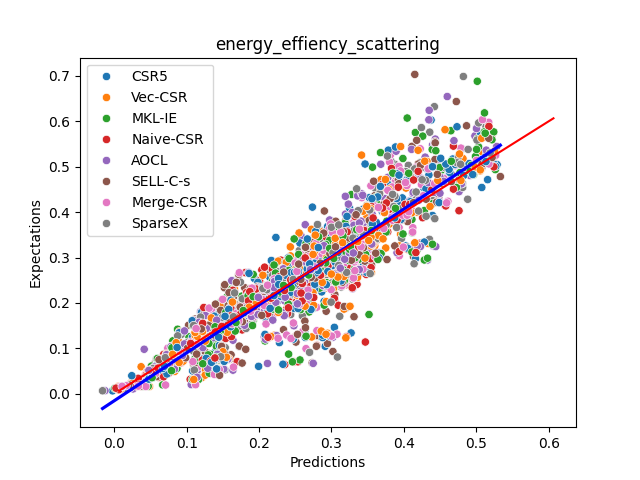 energy_effiency_scattering
CSR5
Vec-CSR
MKL-IE
Naive-CSR
AOCL
SELL-C-s
Merge-CSR
SparseX
Expectations
0.7
0.6
0.5
0.4
0.3
0.2
0.1
0.0
0.0 0.1 0.2 0.3 0.4 0.5 0.6
Predictions